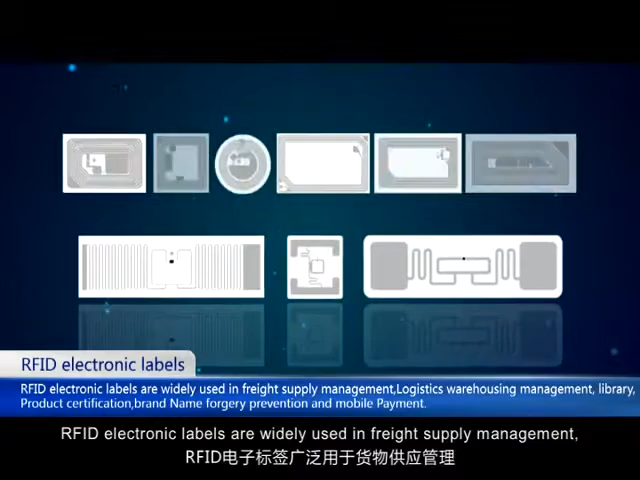 RFID electronic labels
RFID electronic labels are widely used in freight supply management,Logistics warehousing management, library,
Product certification,brand Name forgery prevention and mobile Payment.
RFID electronic labels are widely used in freight supply management,
RFID电子标签广泛用于货物供应管理